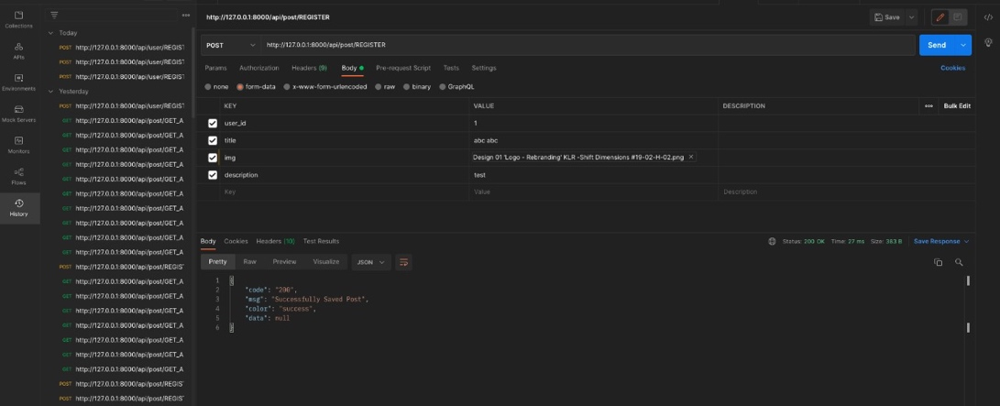 http://127.0.0.1:8000/api/post/REGISTER
Save
Collections
APIs
Environments
Mock Servers
Monitors
Flows
History
Today
POST http://127.0.0.1:8000/api/user/REGIST
POST http://127.0.0.1:8000/api/user/REGIST
POST http://127.0.0.1:8000/api/user/REGIST
Yesterday
POST http://127.0.0.1:8000/api/user/REGIST
GET http://127.0.0.1:8000/api/post/GET_A
GET http://127.0.0.1:8000/api/post/GET_A
GET http://127.0.0.1:8000/api/post/GET_A
GET http://127.0.0.1:8000/api/post/GET_A
GET http://127.0.0.1:8000/api/post/GET_A
GET http://127.0.0.1:8000/api/post/GET_A
GET http://127.0.0.1:8000/api/post/GET_A
GET http://127.0.0.1:8000/api/post/GET_A
GET http://127.0.0.1:8000/api/post/GET_A
GET http://127.0.0.1:8000/api/post/GET_A
POST http://127.0.0.1:8000/api/post/REGIST
GET http://127.0.0.1:8000/api/post/GET_A
GET http://127.0.0.1:8000/api/post/GET_A
GET http://127.0.0.1:8000/api/post/GET_A
GET http://127.0.0.1:8000/api/post/GET_A
GET http://127.0.0.1:8000/api/post/GET_A
GET http://127.0.0.1:8000/api/post/GET_A
GET http://127.0.0.1:8000/api/post/GET_A
POST http://127.0.0.1:8000/api/post/REGIST
POST http://127.0.0.1:8000/api/post/REGIST
POST http://127.0.0.1:8000/api/post/REGISTER Send
Params Authorization Headers (9) Body Pre-request Script Tests Settings Cookies
none form-data x-www-form-urlencoded raw binary GraphQL
KEY VALUE DESCRIPTION Bulk Edit
user_id 1
title abc abc
img Design 01 'Logo - Rebranding' KLR -Shift Dimensions #19-02-H-02.png
description test
Key Value Description
Body Cookies Headers (10) Test Results Status: 200 OK Time: 27 ms Size: 383 B Save Response
Pretty Raw Preview Visualize JSON
1 {
2 "code": "200",
3 "msg": "Successfully Saved Post",
4 "color": "success",
5 "data": null
6 }